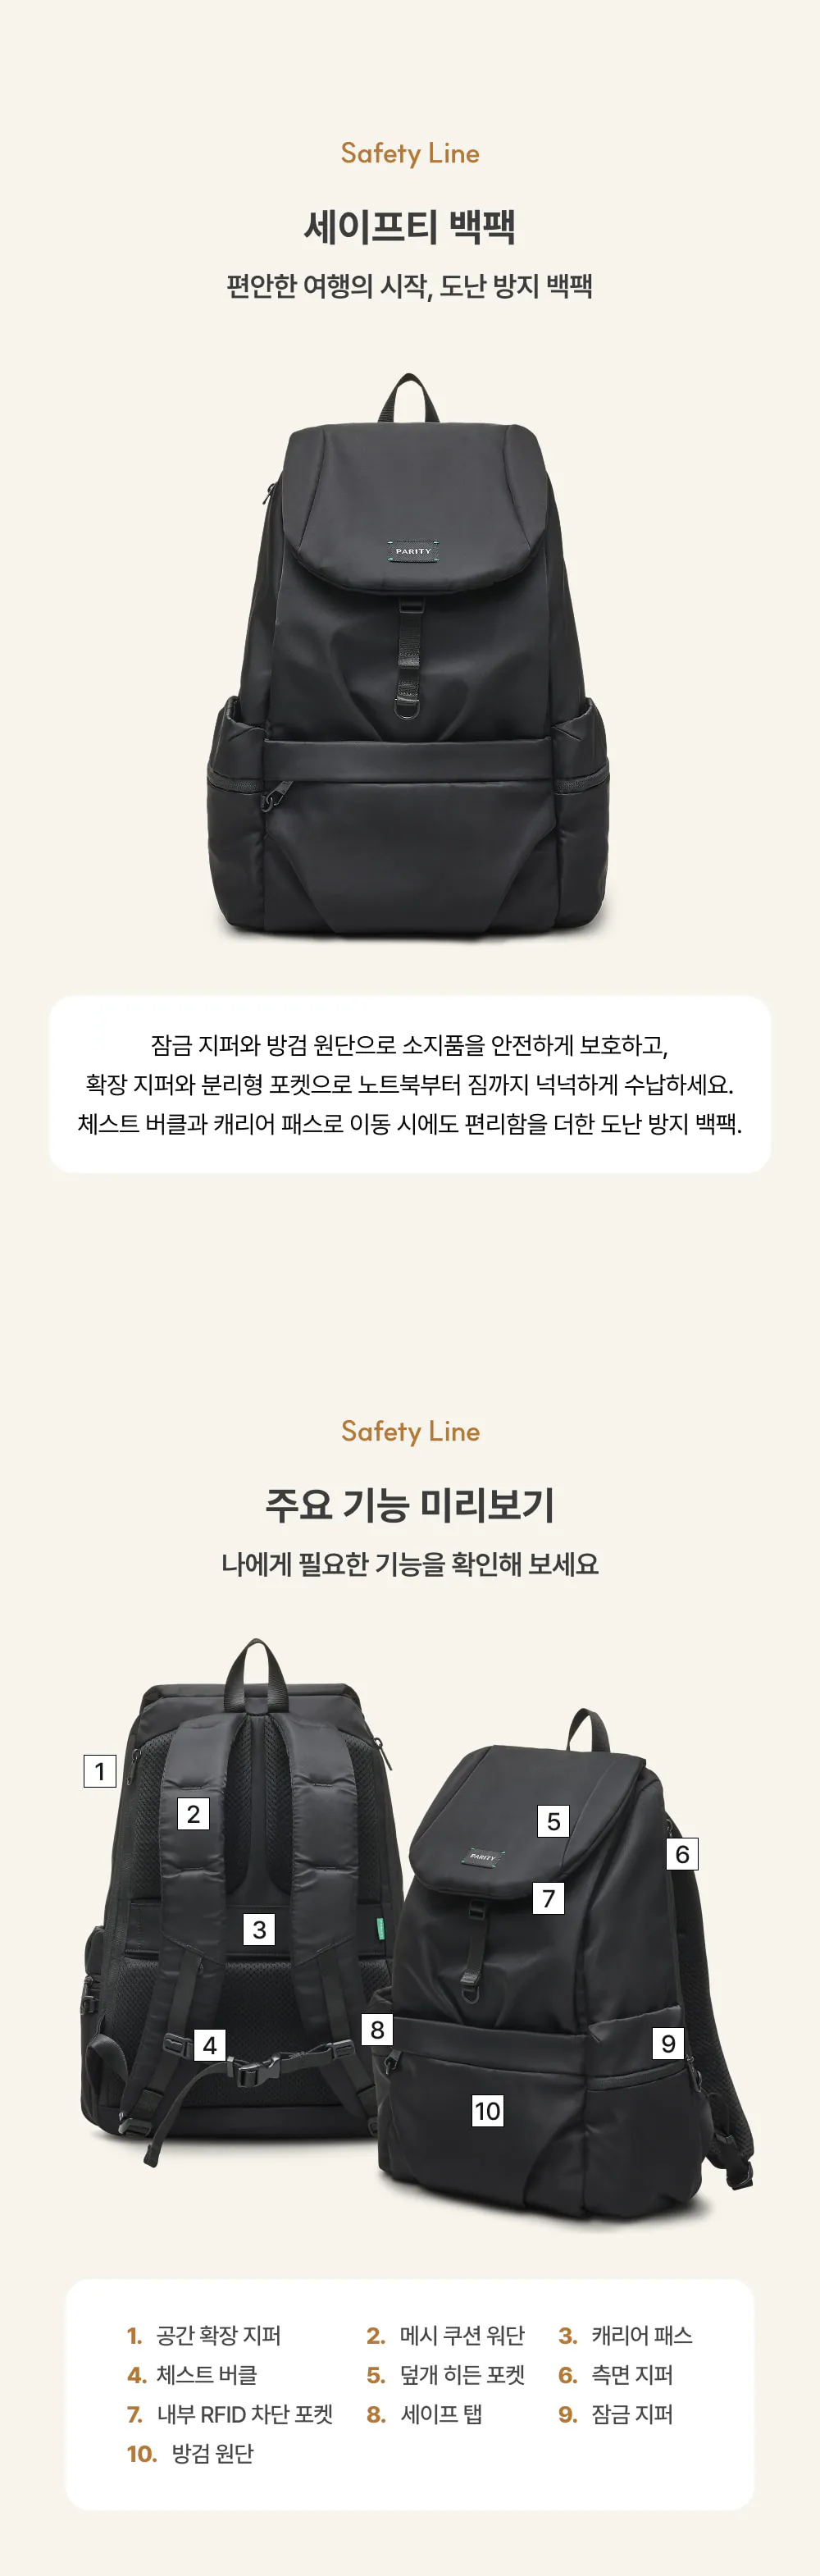 Safety Line
세이프티 백팩
편안한 여행의 시작, 도난 방지 백팩
PARITY
잠금 지퍼와 방검 원단으로 소지품을 안전하게 보호하고,
확장 지퍼와 분리형 포켓으로 노트북부터 짐까지 넉넉하게 수납하세요.
체스트 버클과 캐리어 패스로 이동 시에도 편리함을 더한 도난 방지 백팩.
Safety Line
주요 기능 미리보기
나에게 필요한 기능을 확인해 보세요
1
2
5
6
PARITY
7
3
8
9
4
10
1. 공간 확장 지퍼 2. 메시 쿠션 워단 3. 캐리어 패스
4. 체스트 버클 5. 덮개 히든 포켓 6. 측면 지퍼
7. 내부 RFID 차단 포켓 8. 세이프 탭 9. 잠금 지퍼
10. 방검 원단